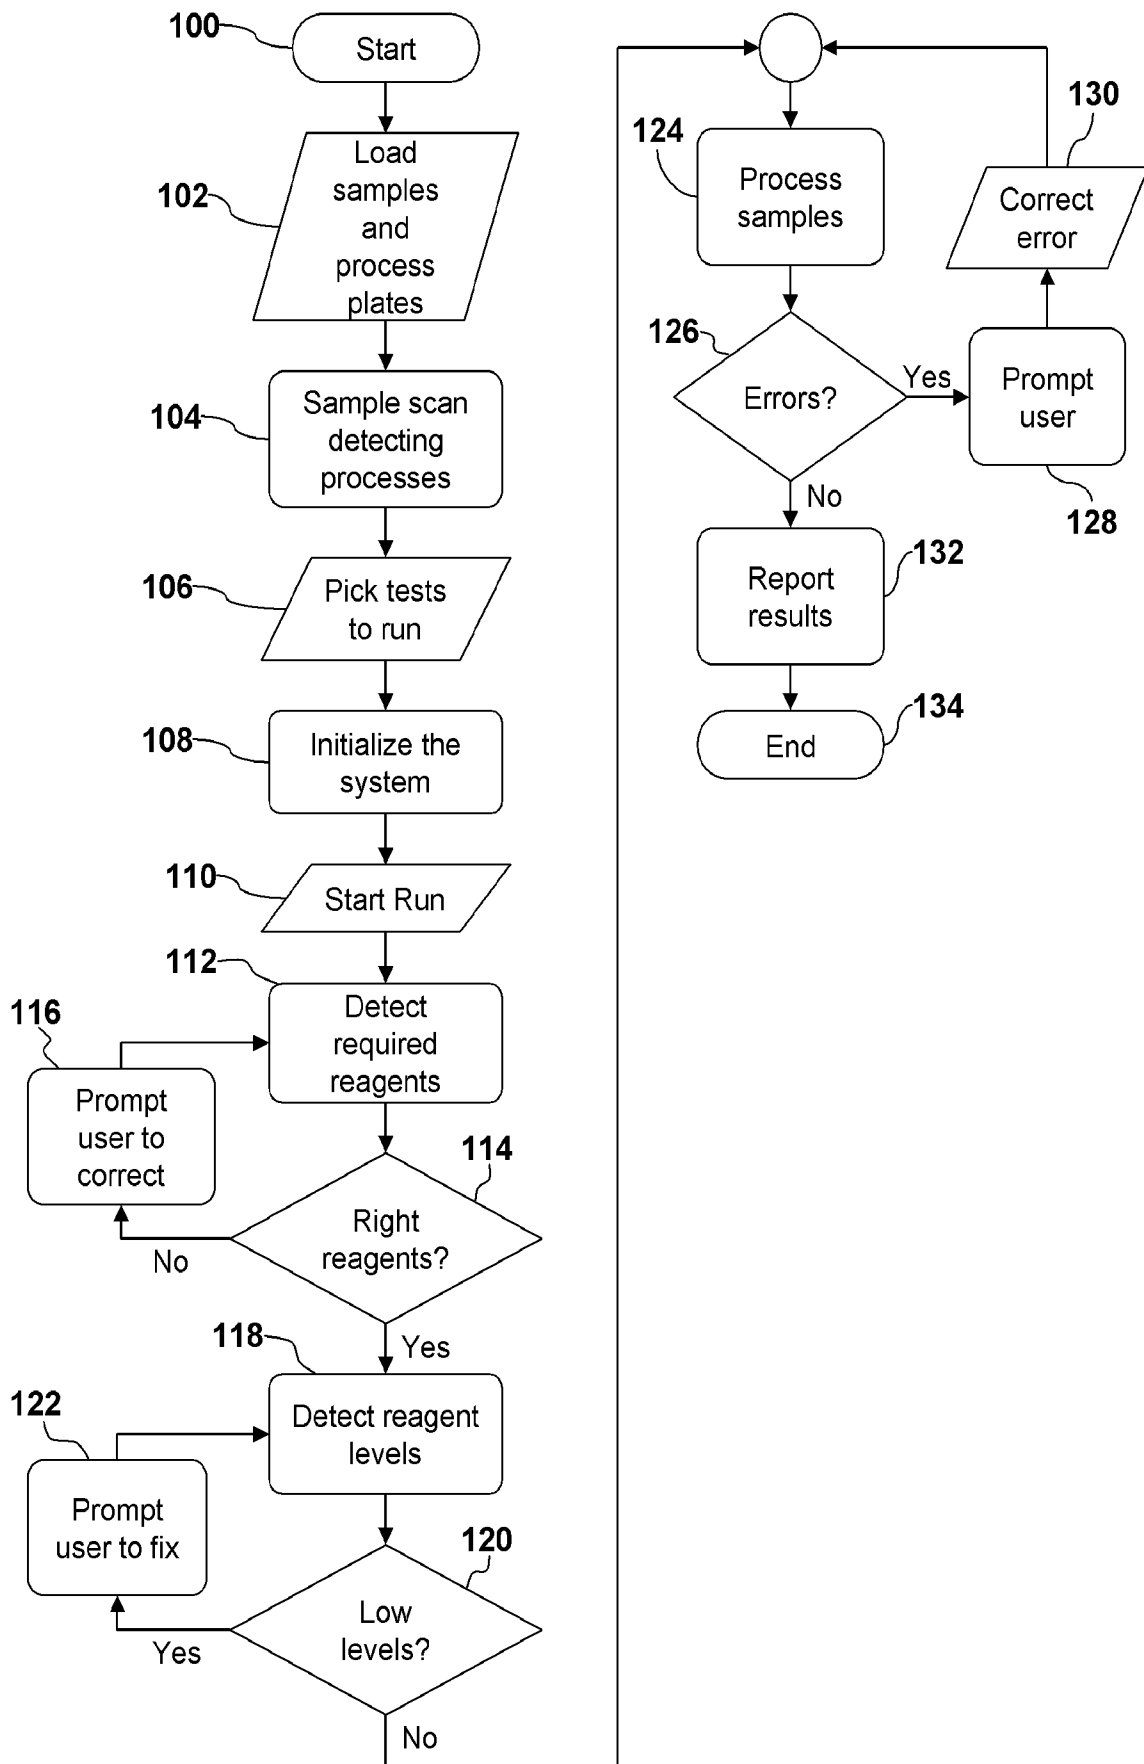 100
Start
102
Load
samples
and
process
plates
104
Sample scan
detecting
processes
106
Pick tests
to run
108
Initialize the
system
110
Start Run
112
Detect
required
reagents
116
Prompt
user to
correct
114
Right
reagents?
No
Yes
118
Detect reagent
levels
122
Prompt
user to fix
120
Low
levels?
Yes
No
124
Process
samples
130
Correct
error
126
Errors?
Yes
Prompt
user
128
No
132
Report
results
134
End